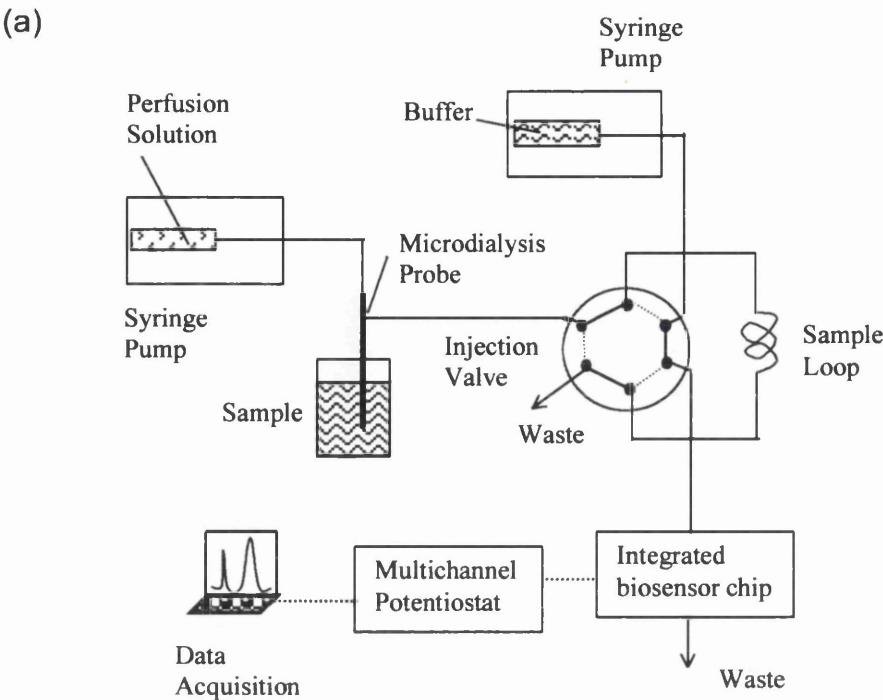 (a)
Syringe
Pump
Perfusion
Solution
Buffer
Microdialysis
Probe
Syringe
Pump
Injection
Valve
Sample
Loop
Sample
Waste
Integrated
biosensor chip
Multichannel
Potentiostat
Data
Acquisition
Waste